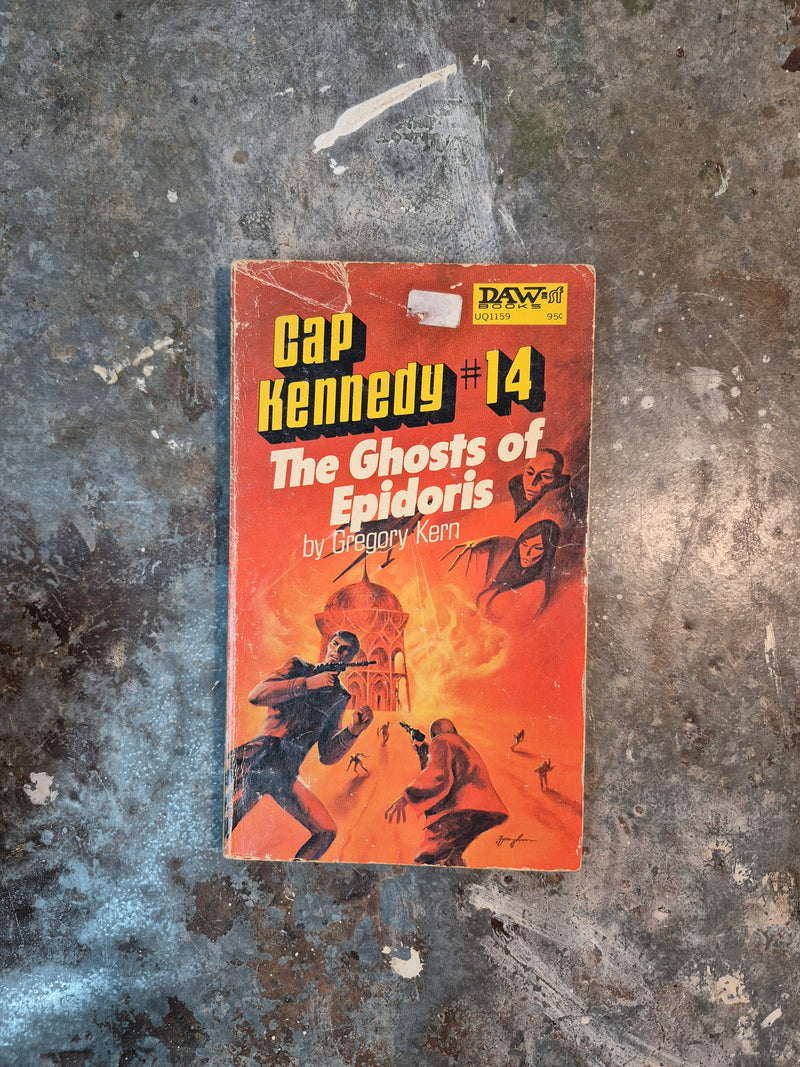 DAW=sf
BOOKS
UQ1159 95¢
Cap
Kennedy #14
The Ghosts of
Epidoris
by Gregory Kern